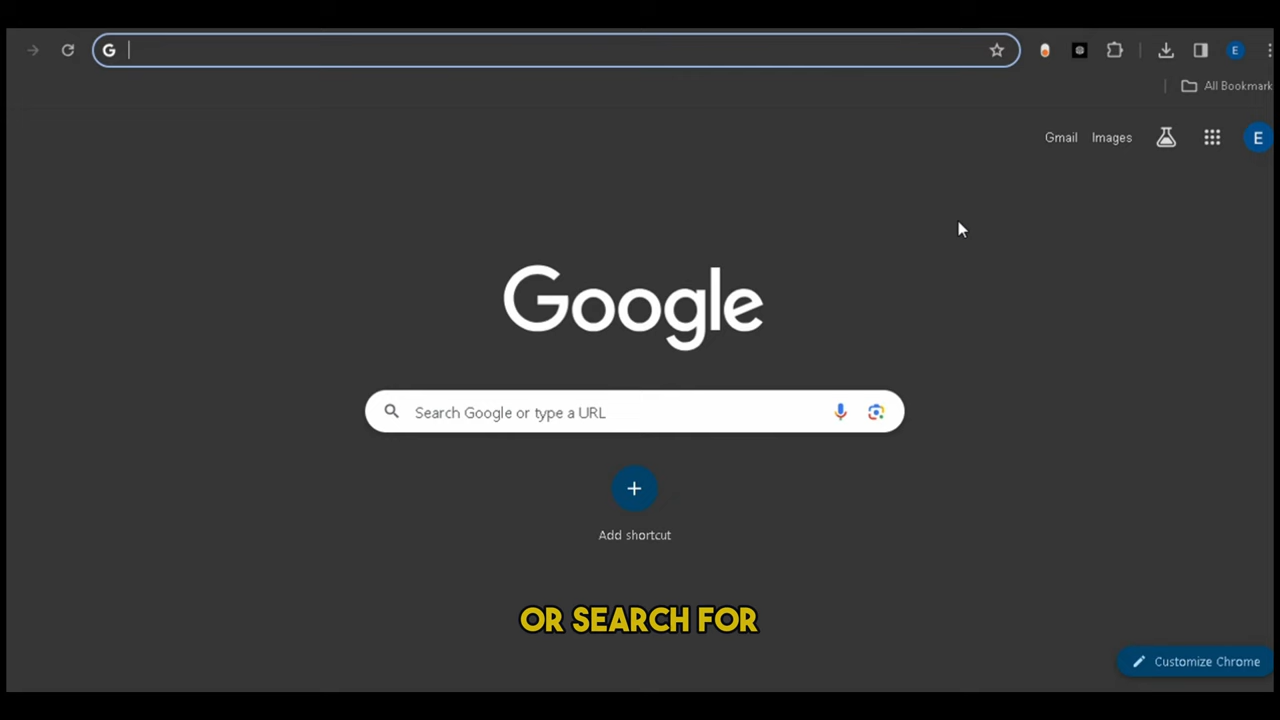 G
E
All Bookmark
Gmail
Images
E
Google
Search Google or type a URL
Add shortcut
OR SEARCH FOR
Customize Chrome